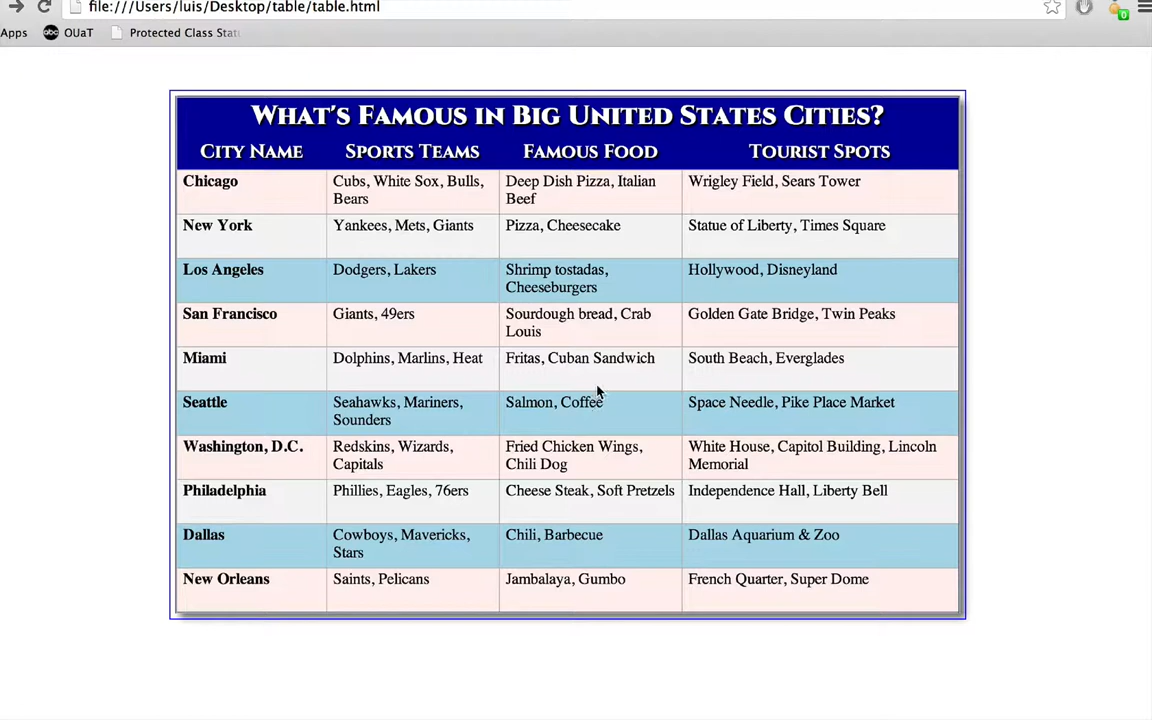 file:///Users/luis/Desktop/table/table.html
Apps abc OUaT Protected Class Stat
0
What's Famous in Big United States Cities?
City Name Sports Teams Famous Food Tourist Spots
Chicago Cubs, White Sox, Bulls, Deep Dish Pizza, Italian Wrigley Field, Sears Tower
Bears Beef
New York Yankees, Mets, Giants Pizza, Cheesecake Statue of Liberty, Times Square
Los Angeles Dodgers, Lakers Shrimp tostadas, Hollywood, Disneyland
Cheeseburgers
San Francisco Giants, 49ers Sourdough bread, Crab Golden Gate Bridge, Twin Peaks
Louis
Miami Dolphins, Marlins, Heat Fritas, Cuban Sandwich South Beach, Everglades
Seattle Seahawks, Mariners, Salmon, Coffee Space Needle, Pike Place Market
Sounders
Washington, D.C. Redskins, Wizards, Fried Chicken Wings, White House, Capitol Building, Lincoln
Capitals Chili Dog Memorial
Philadelphia Phillies, Eagles, 76ers Cheese Steak, Soft Pretzels Independence Hall, Liberty Bell
Dallas Cowboys, Mavericks, Chili, Barbecue Dallas Aquarium & Zoo
Stars
New Orleans Saints, Pelicans Jambalaya, Gumbo French Quarter, Super Dome